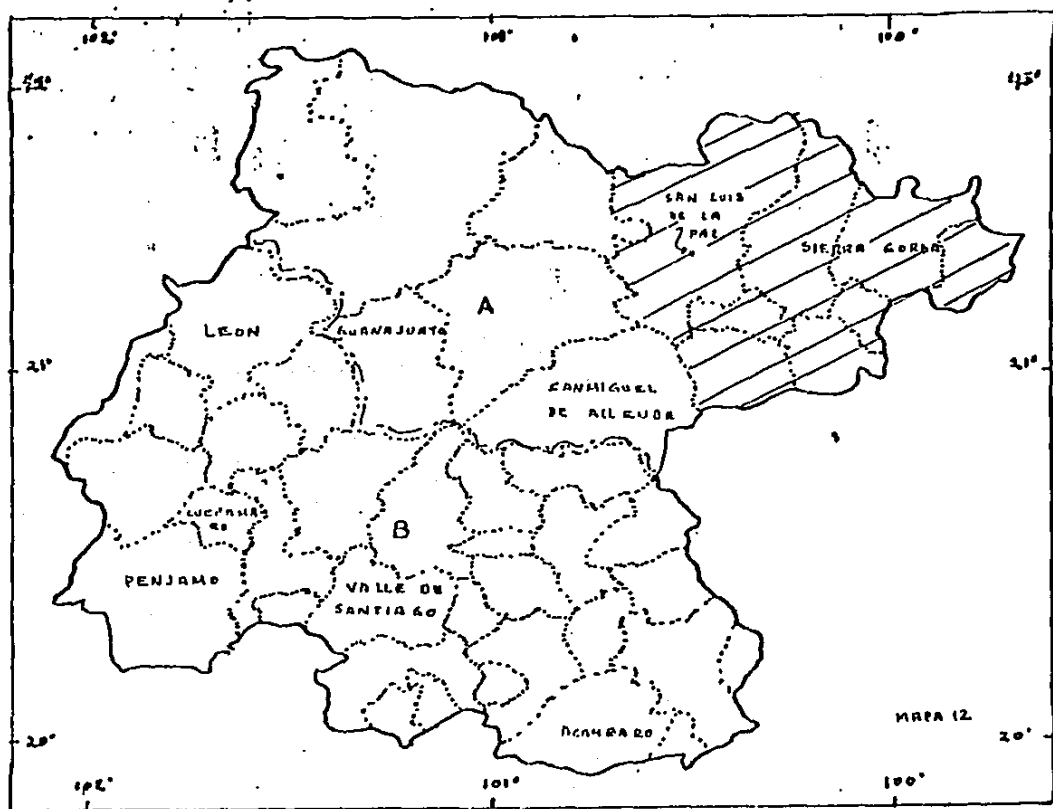 102°
101°
100°
SAN LUIS
DE LA
PAZ
SIERRA GORDA
A
LEON
GUANAJUATO
21°
21°
SAN MIGUEL
DE ALLENDE
B
PENJAMO
VALLE DE
SANTIAGO
MAPA 12
ACAMBARO
20°
20°
102°
101°
100°